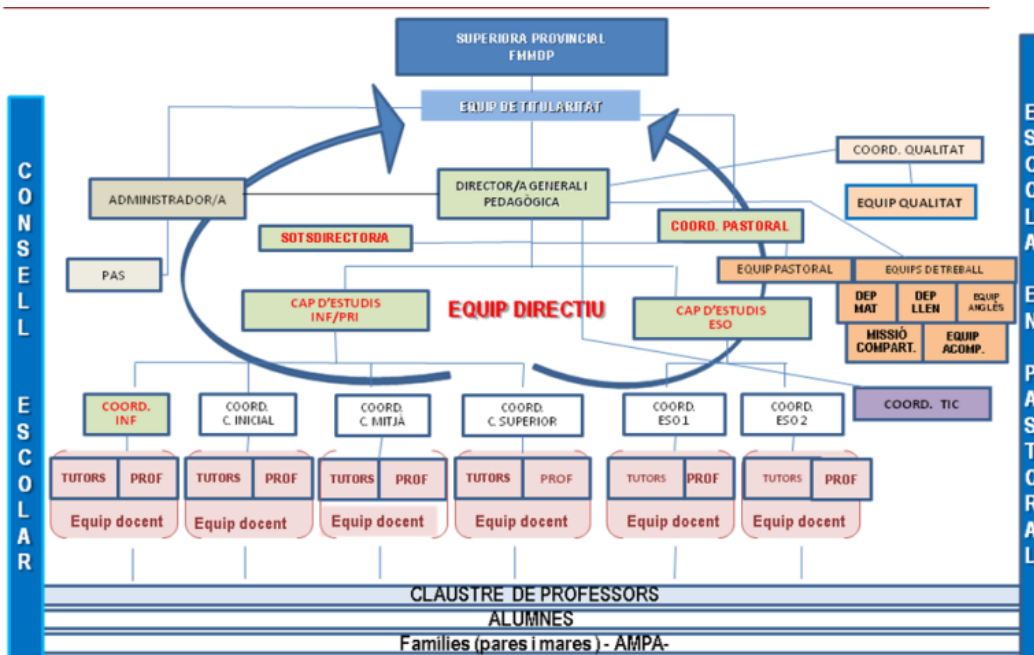 SUPERIORA PROVINCIAL
FMMDP
EQUIP DE TITULARITAT
CONSELL ESCOLAR
ESCOLA EN PASTORAL
COORD. QUALITAT
EQUIP QUALITAT
ADMINISTRADOR/A
DIRECTOR/A GENERAL I
PEDAGÒGICA
SOTSDIRECTOR/A
COORD. PASTORAL
PAS
EQUIP PASTORAL
EQUIPS DE TREBALL
DEP
MAT
DEP
LLEN
EQUIP
ANGLÈS
MISSIÓ
COMPART.
EQUIP
ACOMP.
CAP D'ESTUDIS
INF/PRI
EQUIP DIRECTIU
CAP D'ESTUDIS
ESO
COORD. TIC
COORD.
INF
COORD.
C. INICIAL
COORD.
C. MITJÀ
COORD.
C. SUPERIOR
COORD.
ESO 1
COORD.
ESO 2
TUTORS PROF
TUTORS PROF
TUTORS PROF
TUTORS PROF
TUTORS PROF
TUTORS PROF
Equip docent
Equip docent
Equip docent
Equip docent
Equip docent
Equip docent
CLAUSTRE DE PROFESSORS
ALUMNES
Famílies (pares i mares) - AMPA-